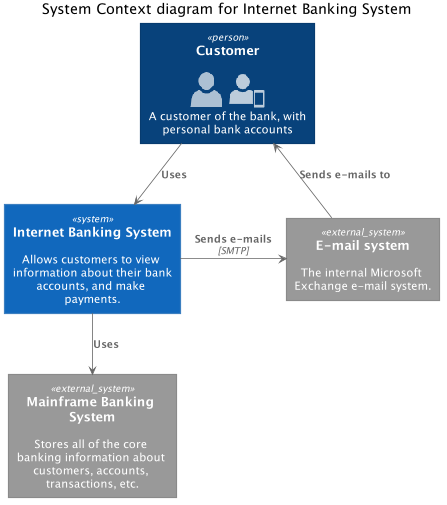 System Context diagram for Internet Banking System
«person»
Customer
A customer of the bank, with
personal bank accounts
Uses
Sends e-mails to
«system»
Internet Banking System
Allows customers to view
information about their bank
accounts, and make
payments.
Sends e-mails
[SMTP]
«external_system»
E-mail system
The internal Microsoft
Exchange e-mail system.
Uses
«external_system»
Mainframe Banking
System
Stores all of the core
banking information about
customers, accounts,
transactions, etc.